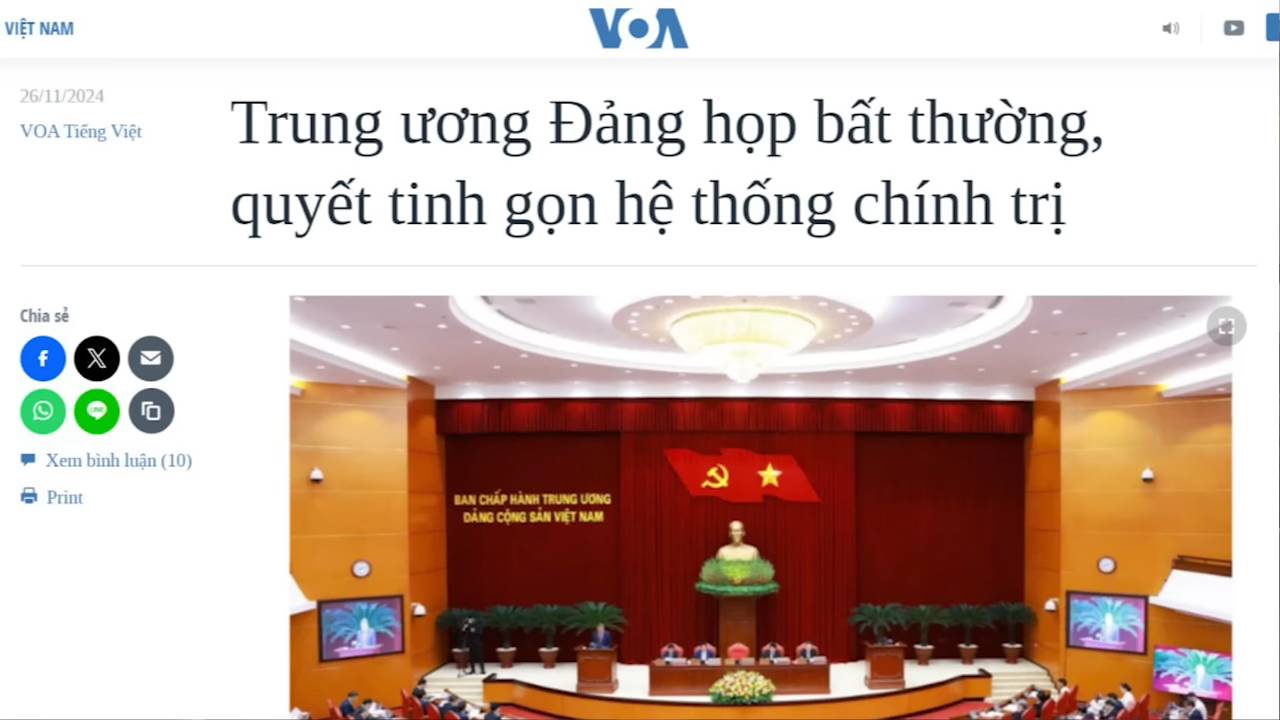 VIỆT NAM
VOA
26/11/2024
VOA Tiếng Việt
Trung ương Đảng họp bất thường,
quyết tinh gọn hệ thống chính trị
Chia sẻ
LINE
Xem bình luận (10)
Print
BAN CHẤP HÀNH TRUNG ƯƠNG
ĐẢNG CỘNG SẢN VIỆT NAM